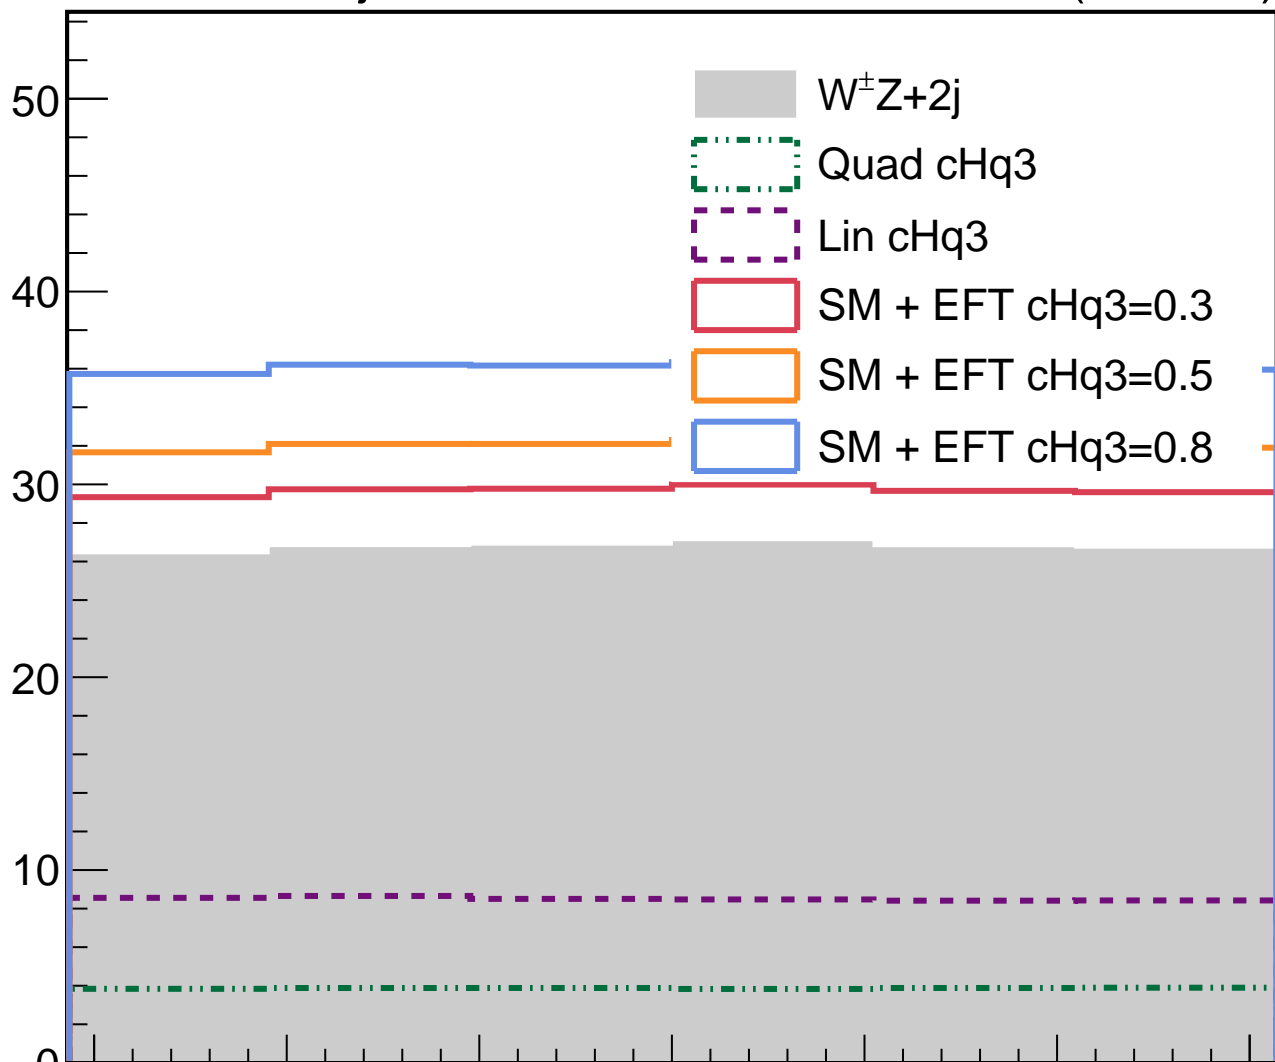 50
40
30
20
10
0
W±Z+2j
Quad cHq3
Lin cHq3
SM + EFT cHq3=0.3
SM + EFT cHq3=0.5
SM + EFT cHq3=0.8